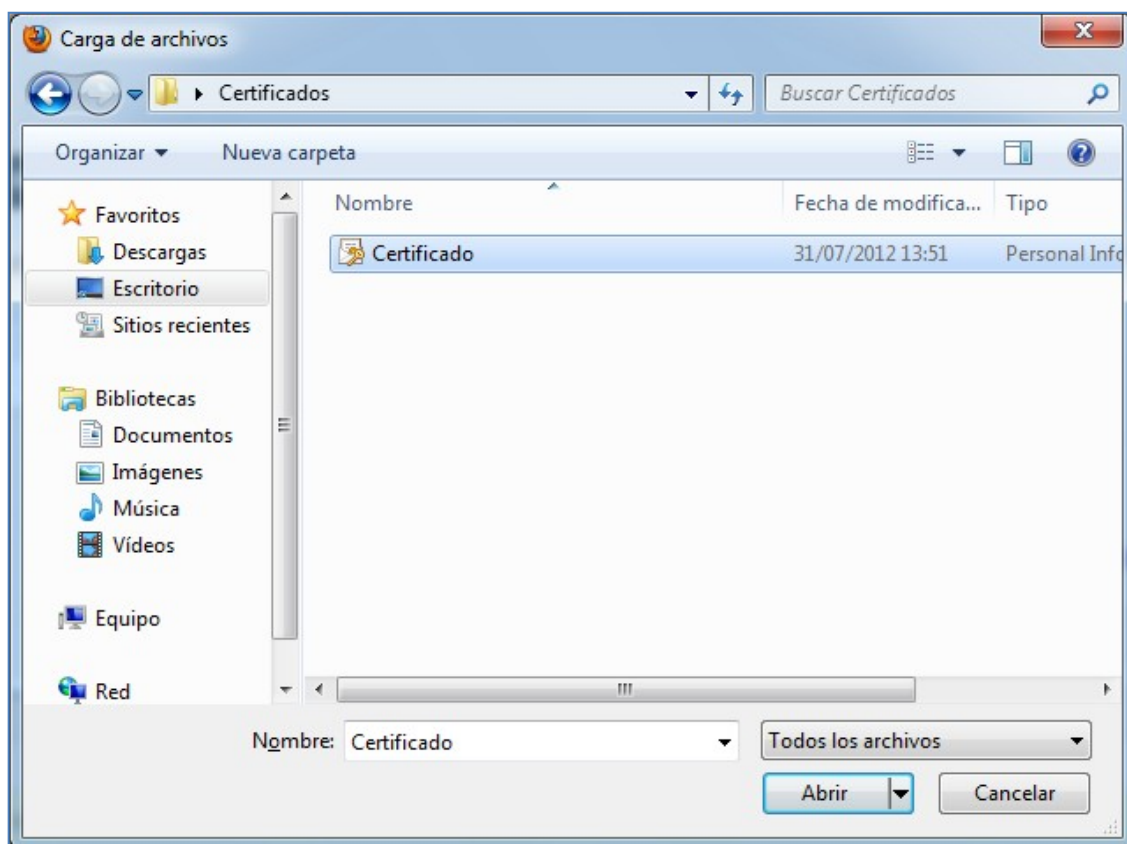 Carga de archivos
Certificados
Buscar Certificados
Organizar
Nueva carpeta
Favoritos
Descargas
Escritorio
Sitios recientes
Bibliotecas
Documentos
Imágenes
Música
Vídeos
Equipo
Red
Nombre
Fecha de modifica...
Tipo
Certificado
31/07/2012 13:51
Personal Info
Nombre: Certificado
Todos los archivos
Abrir
Cancelar